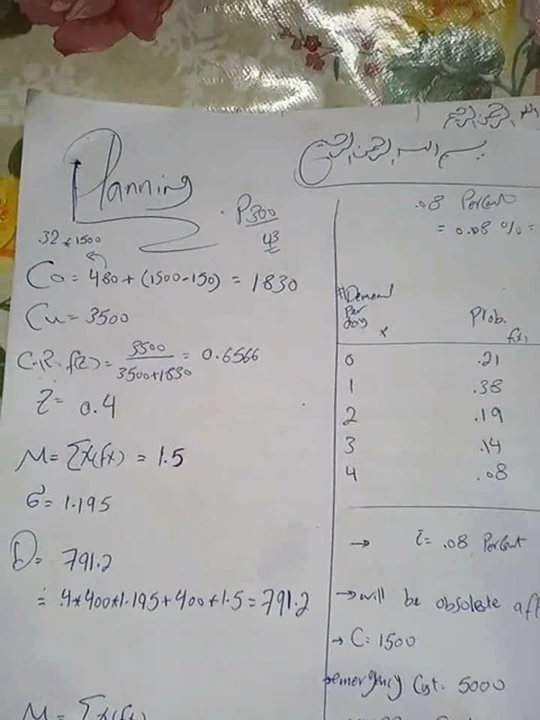 Planning
P300
43
.32 * 1500
Co = 480 + (1500-150) = 1830
Cu = 3500
C.R. f(z) = 3500 / 3500+1830 = 0.6566
Z = 0.4
M = Σx f(x) = 1.5
σ = 1.195
D = 791.2
= .4*400*1.195+400*1.5=791.2
M = Σx f(x)
بسم الله الرحمن الرحيم
.08 Percent
= 0.08 % =
# Demand Per day x
Prob. f(x)
0 .21
1 .38
2 .19
3 .14
4 .08
→ i = .08 Percent
→ will be obsolete aft
→ C = 1500
emergency Cyst. 5000